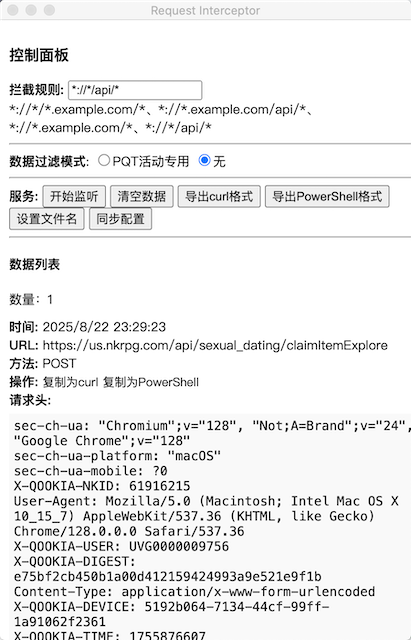 Request Interceptor
控制面板
拦截规则: *://*/api/*
*://*/*.example.com/*、*://*.example.com/api/*、
*://*.example.com/*、*://*/api/*
数据过滤模式: PQT活动专用 无
服务: 开始监听 清空数据 导出curl格式 导出PowerShell格式
设置文件名 同步配置
数据列表
数量：1
时间: 2025/8/22 23:29:23
URL: https://us.nkrpg.com/api/sexual_dating/claimItemExplore
方法: POST
操作: 复制为curl 复制为PowerShell
请求头:
sec-ch-ua: "Chromium";v="128", "Not;A=Brand";v="24",
"Google Chrome";v="128"
sec-ch-ua-platform: "macOS"
sec-ch-ua-mobile: ?0
X-QOOKIA-NKID: 61916215
User-Agent: Mozilla/5.0 (Macintosh; Intel Mac OS X
10_15_7) AppleWebKit/537.36 (KHTML, like Gecko)
Chrome/128.0.0.0 Safari/537.36
X-QOOKIA-USER: UVG0000009756
X-QOOKIA-DIGEST:
e75bf2cb450b1a00d412159424993a9e521e9f1b
Content-Type: application/x-www-form-urlencoded
X-QOOKIA-DEVICE: 5192b064-7134-44cf-99ff-
1a91062f2361
X-QOOKIA-TIME: 1755876607